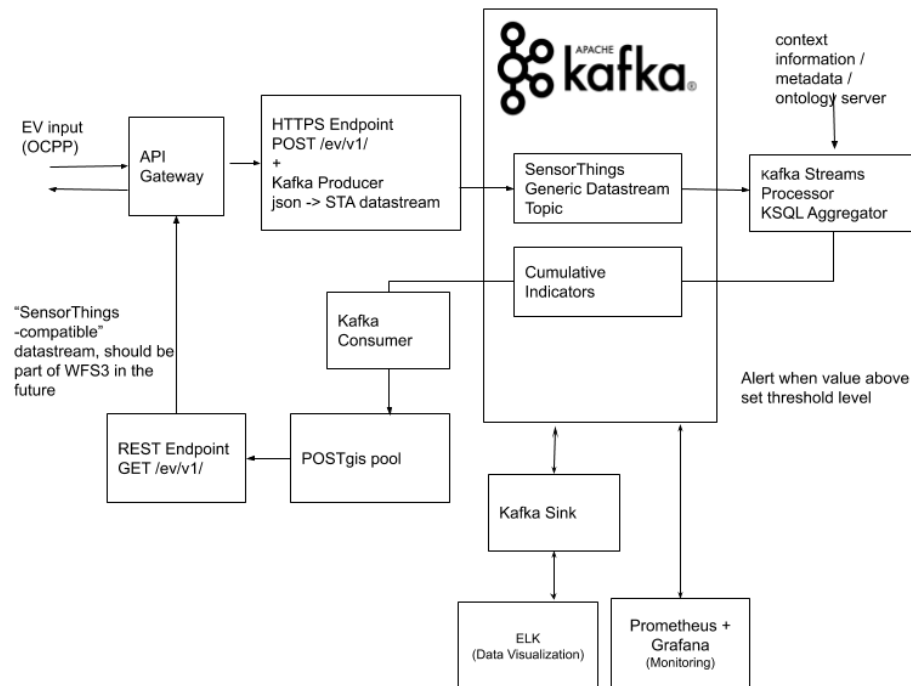 APACHE
kafka®
context
information /
metadata /
ontology server
EV input
(OCPP)
API
Gateway
HTTPS Endpoint
POST /ev/v1/
+
Kafka Producer
json -> STA datastream
SensorThings
Generic Datastream
Topic
Kafka Streams
Processor
KSQL Aggregator
Cumulative
Indicators
Kafka
Consumer
“SensorThings
-compatible”
datastream, should be
part of WFS3 in the
future
Alert when value above
set threshold level
REST Endpoint
GET /ev/v1/
POSTgis pool
Kafka Sink
ELK
(Data Visualization)
Prometheus +
Grafana
(Monitoring)